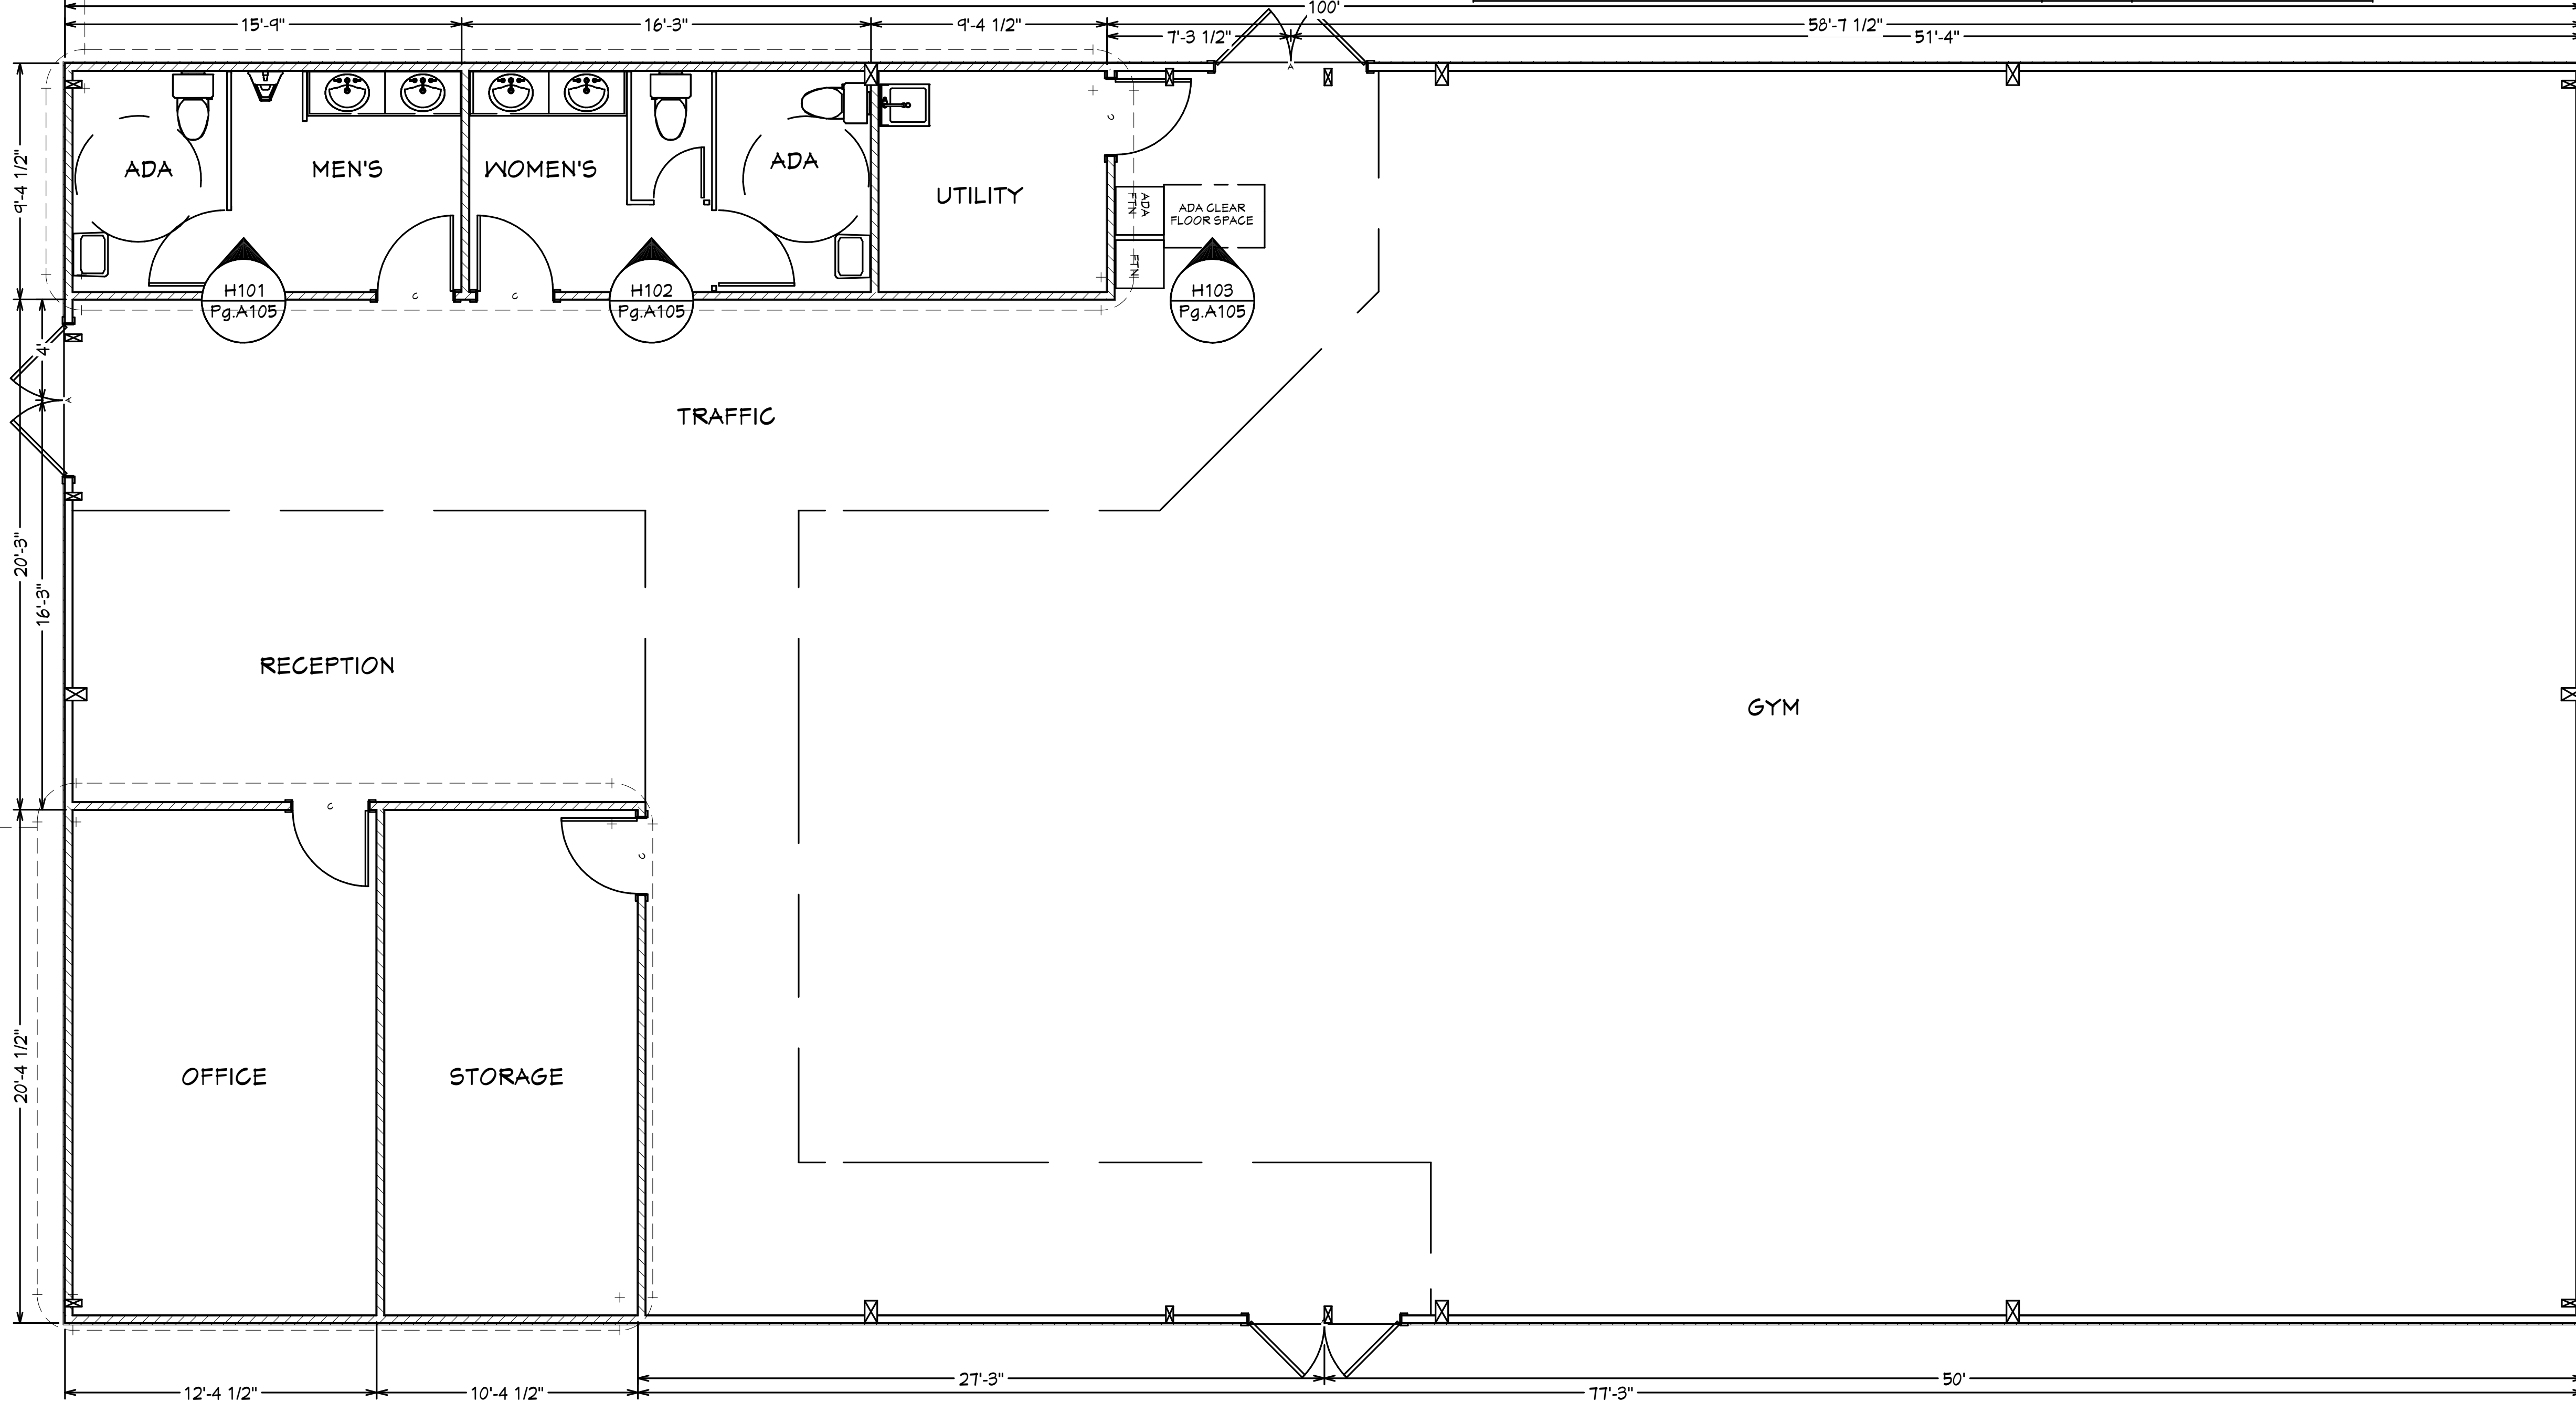 100'
15'-9"
16'-3"
9'-4 1/2"
58'-7 1/2"
7'-3 1/2"
51'-4"
A
9'-4 1/2"
ADA
MEN'S
WOMEN'S
ADA
UTILITY
C
ADA
FTN
FTN
ADA CLEAR
FLOOR SPACE
C
C
H101
Pg.A105
H102
Pg.A105
H103
Pg.A105
4'
A
TRAFFIC
20'-3"
16'-3"
RECEPTION
GYM
C
C
20'-4 1/2"
OFFICE
STORAGE
27'-3"
50'
12'-4 1/2"
10'-4 1/2"
77'-3"